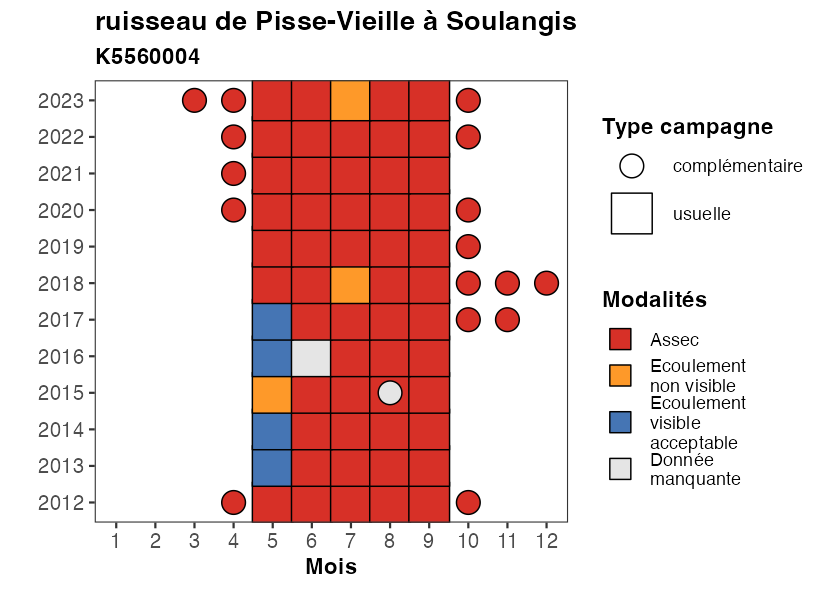 ruisseau de Pisse-Vieille à Soulangis
K5560004
2023
2022
2021
2020
2019
2018
2017
2016
2015
2014
2013
2012
1 2 3 4 5 6 7 8 9 10 11 12
Mois
Type campagne
complémentaire
usuelle
Modalités
Assec
Ecoulement
non visible
Ecoulement
visible
acceptable
Donnée
manquante